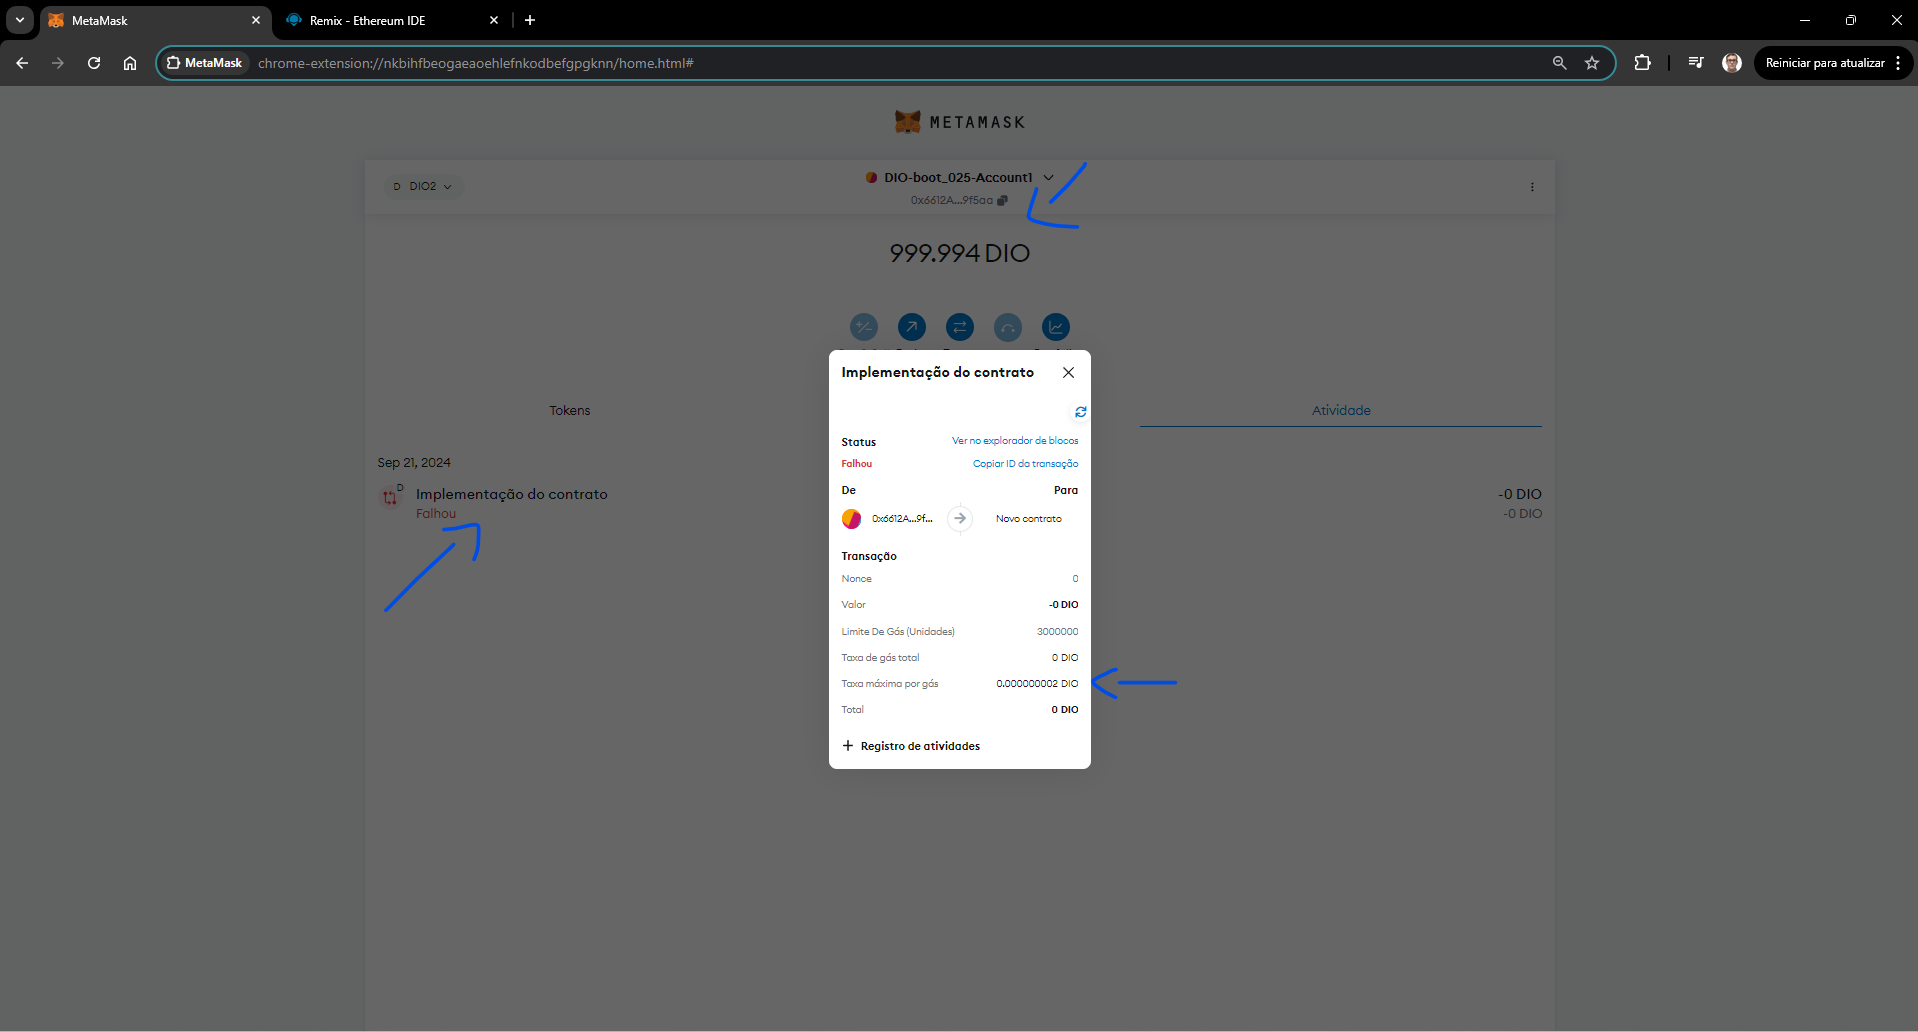 MetaMask
Remix - Ethereum IDE
MetaMask
chrome-extension://nkbihfbeogaeaoehlefnkodbefgpgknn/home.html#
Reiniciar para atualizar
METAMASK
D DIO2
DIO-boot_025-Account1
0x6612A...9f5aa
999.994 DIO
Tokens
Atividade
Sep 21, 2024
D
Implementação do contrato
-0 DIO
Falhou
-0 DIO
Implementação do contrato
Status
Ver no explorador de blocos
Falhou
Copiar ID da transação
De
Para
0x6612A...9f...
Novo contrato
Transação
Nonce
0
Valor
-0 DIO
Limite De Gás (Unidades)
3000000
Taxa de gás total
0 DIO
Taxa máxima por gás
0.000000002 DIO
Total
0 DIO
Registro de atividades